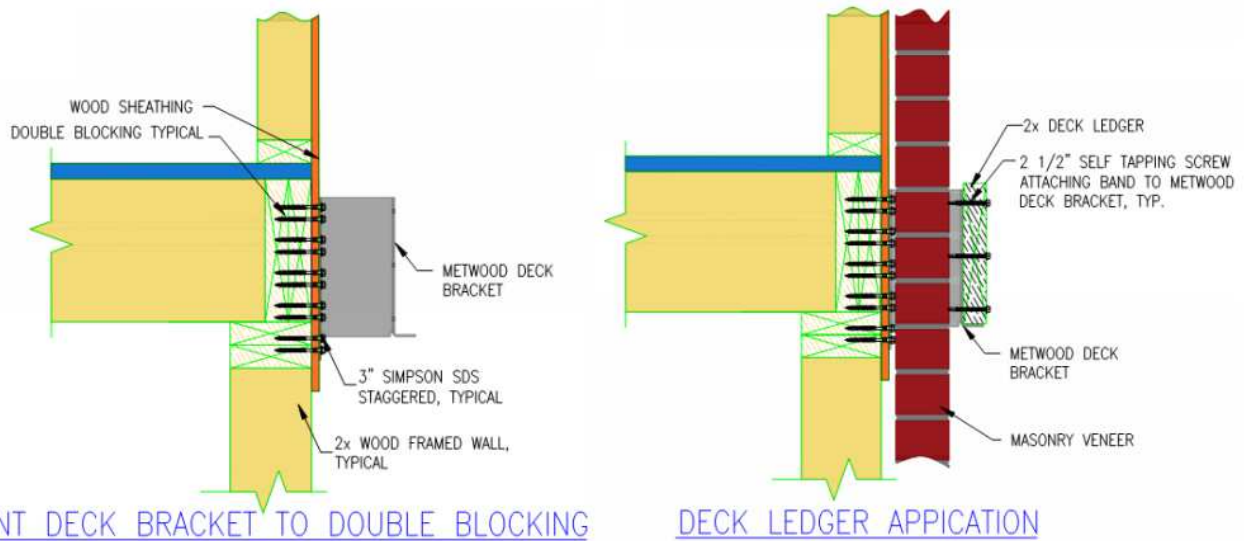 WOOD SHEATHING
DOUBLE BLOCKING TYPICAL
METWOOD DECK
BRACKET
3" SIMPSON SDS
STAGGERED, TYPICAL
2x WOOD FRAMED WALL,
TYPICAL
NT DECK BRACKET TO DOUBLE BLOCKING
2x DECK LEDGER
2 1/2" SELF TAPPING SCREW
ATTACHING BAND TO METWOOD
DECK BRACKET, TYP.
METWOOD DECK
BRACKET
MASONRY VENEER
DECK LEDGER APPICATION